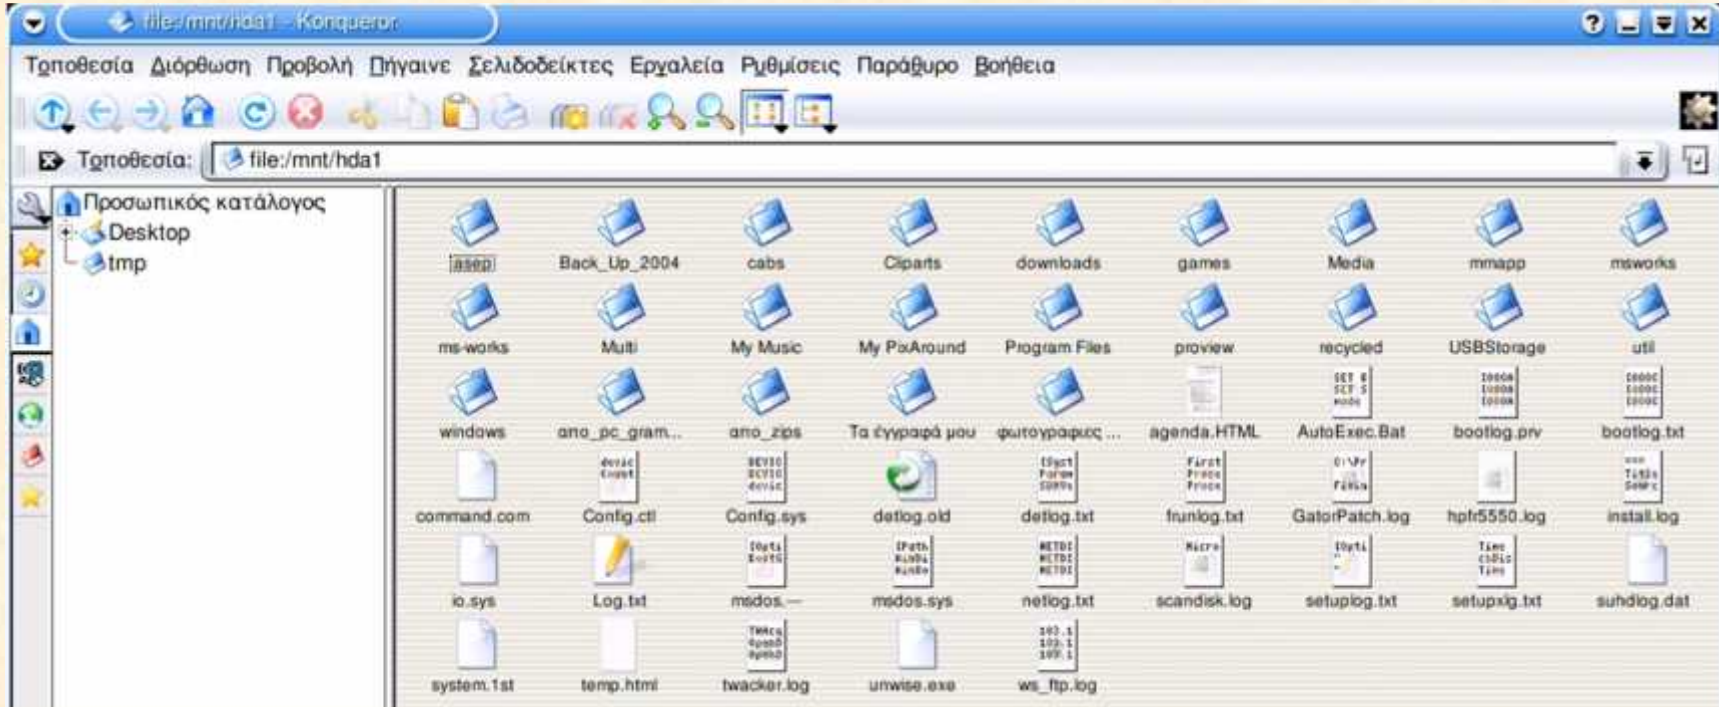 file:/mnt/hda1 - Konqueror
Τοποθεσία Διόρθωση Προβολή Πήγαινε Σελιδοδείκτες Εργαλεία Ρυθμίσεις Παράθυρο Βοήθεια
Τοποθεσία: file:/mnt/hda1
Προσωπικός κατάλογος
Desktop
tmp
asep Back_Up_2004 cabs Cliparts downloads games Media mmapp msworks
ms-works Multi My Music My PixAround Program Files proview recycled USBStorage util
windows απο_pc_gram... απο_zips Τα έγγραφά μου φωτογραφιες ... agenda.HTML AutoExec.Bat bootlog.prv bootlog.txt
command.com Config.ctl Config.sys detlog.old detlog.txt frunlog.txt GatorPatch.log hpfr5550.log install.log
io.sys Log.txt msdos.--- msdos.sys netlog.txt scandisk.log setuplog.txt setupxlg.txt suhdlog.dat
system.1st temp.html twacker.log unwise.exe ws_ftp.log